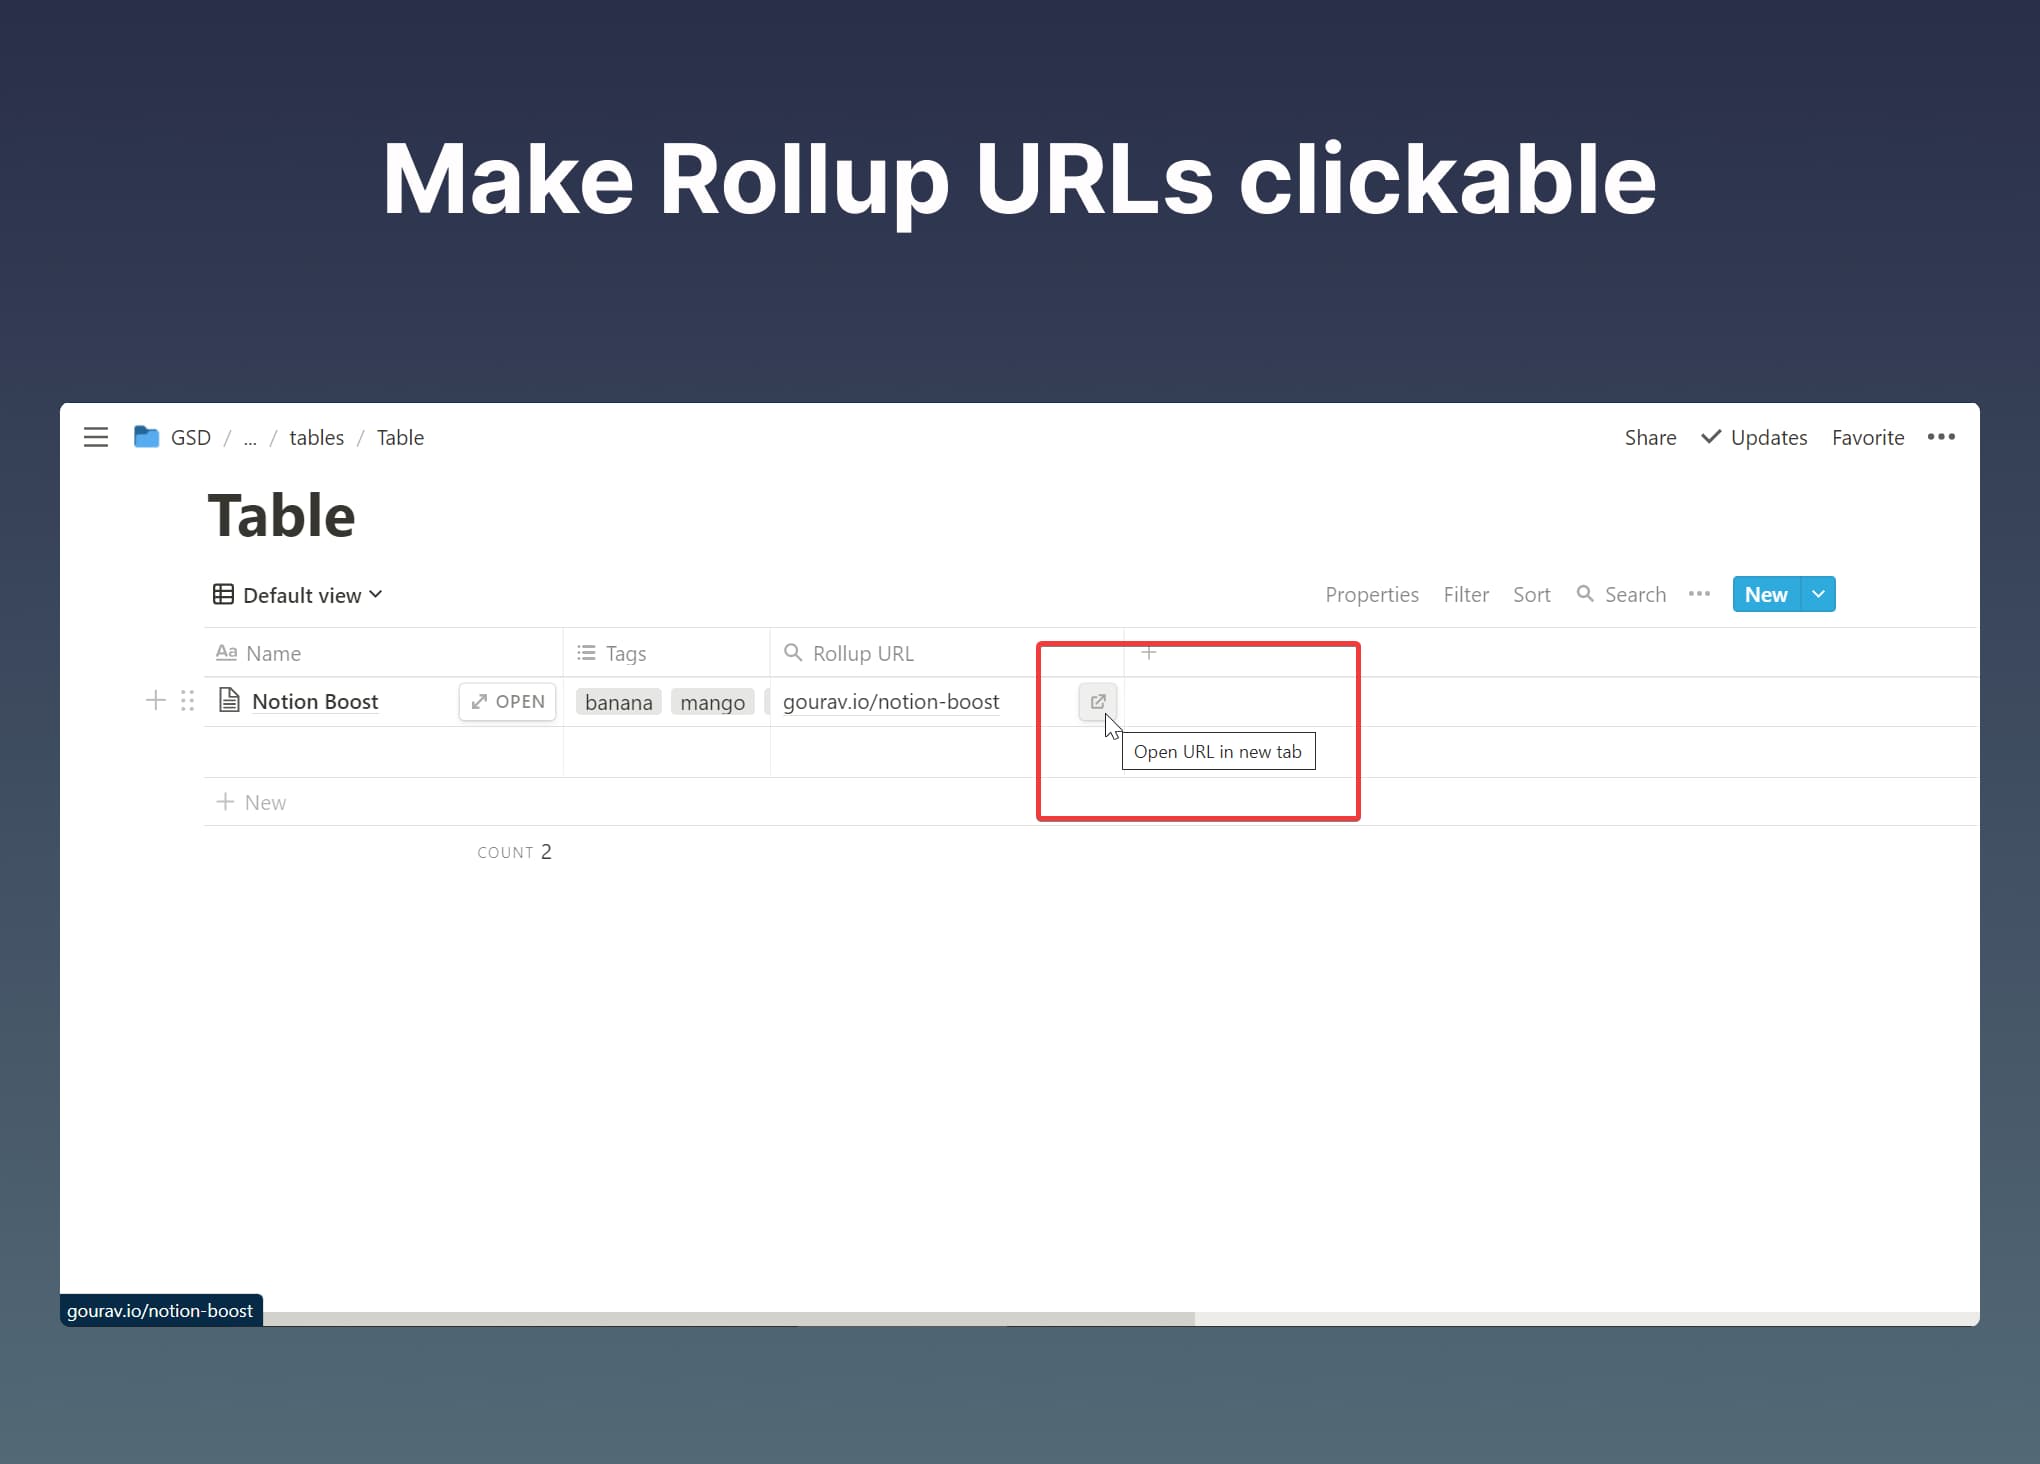 Make Rollup URLs clickable
GSD / ... / tables / Table
Share Updates Favorite
Table
Default view
Properties Filter Sort Search New
Aa Name Tags Rollup URL
Notion Boost OPEN banana mango gourav.io/notion-boost
Open URL in new tab
New
COUNT 2
gourav.io/notion-boost